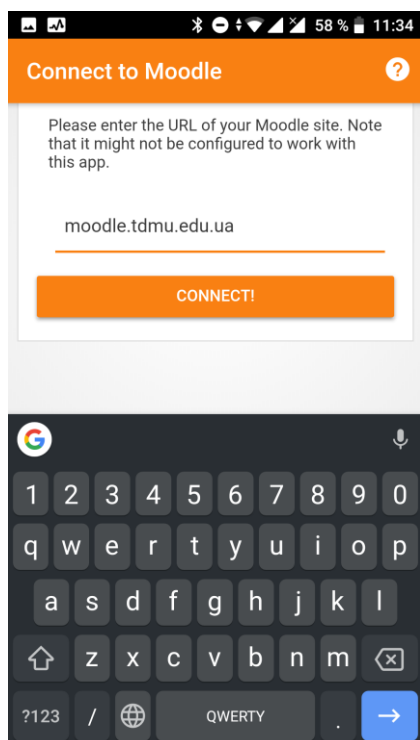 58 % 11:34
Connect to Moodle ?
Please enter the URL of your Moodle site. Note
that it might not be configured to work with
this app.
moodle.tdmu.edu.ua
CONNECT!
G
1 2 3 4 5 6 7 8 9 0
q w e r t y u i o p
a s d f g h j k l
z x c v b n m
?123 / QWERTY .